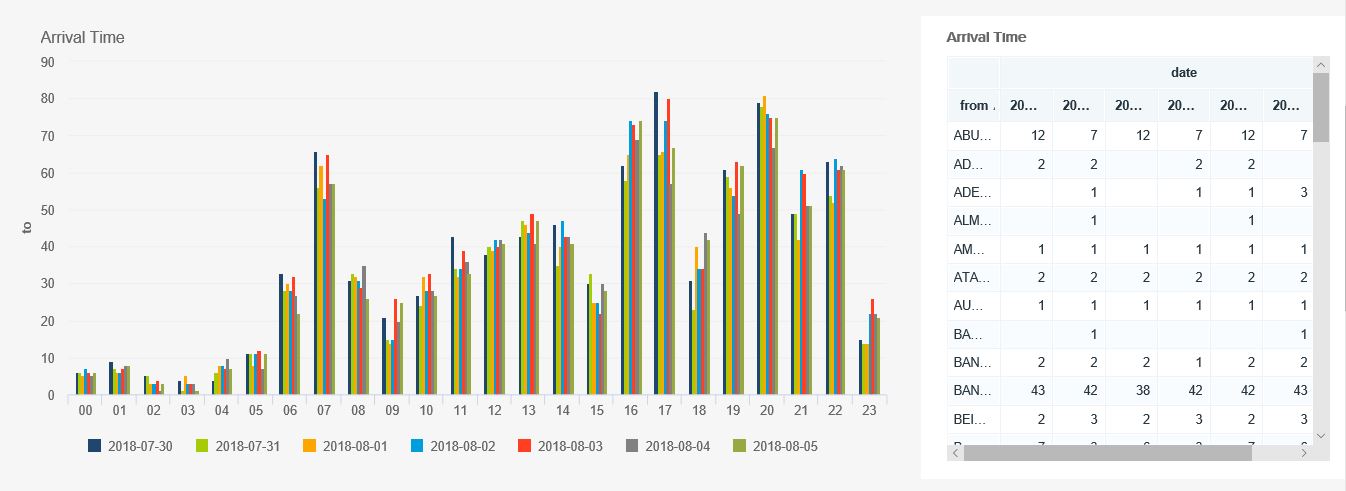 Arrival Time
90
80
70
60
50
40
30
20
10
0
to
00 01 02 03 04 05 06 07 08 09 10 11 12 13 14 15 16 17 18 19 20 21 22 23
2018-07-30 2018-07-31 2018-08-01 2018-08-02 2018-08-03 2018-08-04 2018-08-05
Arrival Time
date
from 20... 20... 20... 20... 20... 20...
ABU... 12 7 12 7 12 7
AD... 2 2 2 2
ADE... 1 1 1 3
ALM... 1 1
AM... 1 1 1 1 1 1
ATA... 2 2 2 2 2 2
AU... 1 1 1 1 1 1
BA... 1 1
BAN... 2 2 2 1 2 2
BAN... 43 42 38 42 42 43
BEI... 2 3 2 3 2 3